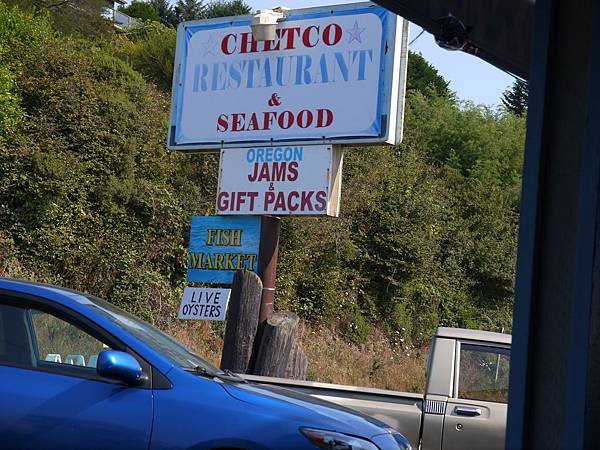 CHETCO
RESTAURANT
&
SEAFOOD
OREGON
JAMS
&
GIFT PACKS
FISH
MARKET
LIVE
OYSTERS